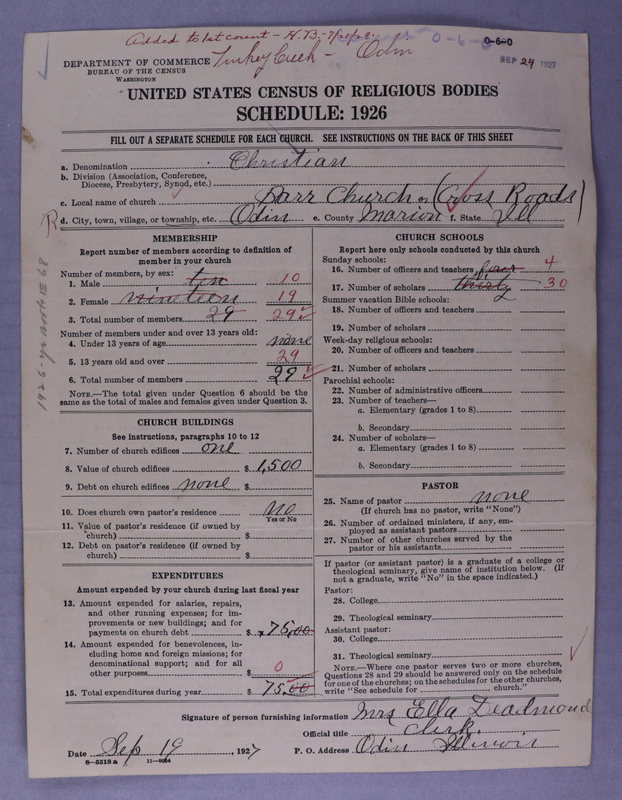 Added to 1st count - H.T.B. - 7/21/28.
0-6-0
0-6-0
Turkey Creek - Odin
DEPARTMENT OF COMMERCE
BUREAU OF THE CENSUS
WASHINGTON
SEP 24 1927
UNITED STATES CENSUS OF RELIGIOUS BODIES
SCHEDULE: 1926
FILL OUT A SEPARATE SCHEDULE FOR EACH CHURCH. SEE INSTRUCTIONS ON THE BACK OF THIS SHEET
a. Denomination Christian
b. Division (Association, Conference,
Diocese, Presbytery, Synod, etc.)
c. Local name of church Barr Church or (Cross Roads)
R d. City, town, village, or township, etc. Odin e. County Marion f. State Ill
MEMBERSHIP
Report number of members according to definition of
member in your church
Number of members, by sex:
1. Male ten 10
2. Female nineteen 19
3. Total number of members 29 29
Number of members under and over 13 years old:
4. Under 13 years of age none
5. 13 years old and over 29
6. Total number of members 29
NOTE.—The total given under Question 6 should be the
same as the total of males and females given under Question 3.
CHURCH BUILDINGS
See instructions, paragraphs 10 to 12
7. Number of church edifices one
8. Value of church edifices $ 1,500
9. Debt on church edifices none $
10. Does church own pastor's residence No
Yes or No
11. Value of pastor's residence (if owned by
church) $
12. Debt on pastor's residence (if owned by
church) $
EXPENDITURES
Amount expended by your church during last fiscal year
13. Amount expended for salaries, repairs,
and other running expenses; for im-
provements or new buildings; and for
payments on church debt $ 75.00
14. Amount expended for benevolences, in-
cluding home and foreign missions; for
denominational support; and for all
other purposes $ 0
15. Total expenditures during year $ 75.00
CHURCH SCHOOLS
Report here only schools conducted by this church
Sunday schools:
16. Number of officers and teachers four 4
17. Number of scholars thirty 30
Summer vacation Bible schools:
18. Number of officers and teachers
19. Number of scholars
Week-day religious schools:
20. Number of officers and teachers
21. Number of scholars
Parochial schools:
22. Number of administrative officers
23. Number of teachers—
a. Elementary (grades 1 to 8)
b. Secondary
24. Number of scholars—
a. Elementary (grades 1 to 8)
b. Secondary
PASTOR
25. Name of pastor none
(If church has no pastor, write "None")
26. Number of ordained ministers, if any, em-
ployed as assistant pastors
27. Number of other churches served by the
pastor or his assistants
If pastor (or assistant pastor) is a graduate of a college or
theological seminary, give name of institution below. (If
not a graduate, write "No" in the space indicated.)
Pastor:
28. College
29. Theological seminary
Assistant pastor:
30. College
31. Theological seminary
NOTE.—Where one pastor serves two or more churches,
Questions 28 and 29 should be answered only on the schedule
for one of the churches; on the schedules for the other churches,
write "See schedule for church."
Signature of person furnishing information Mrs Ella Deadmond
Official title Clerk.
Date Sep 19, 1927 P. O. Address Odin Illinois
8-5518 a